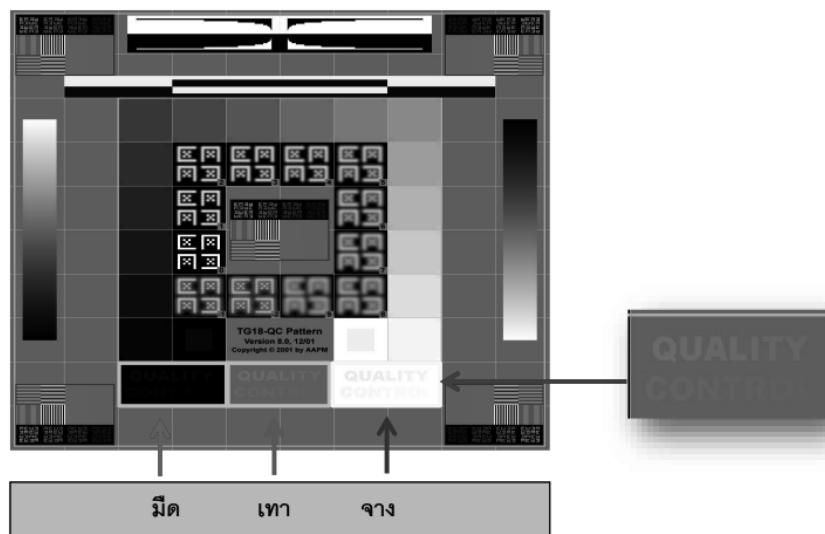 TG18-QC Pattern
Version 8.0, 12/01
Copyright © 2001 by AAPM
QUALITY QUALITY QUALITY
CONTROL CONTROL CONTROL
QUALITY
CONTROL
มืด เทา จาง